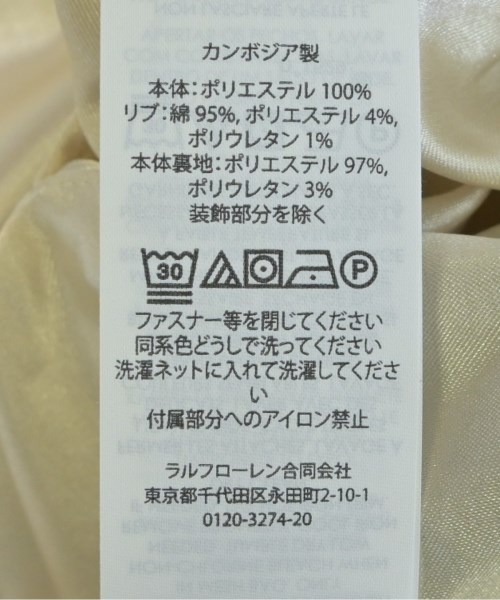 カンボジア製
本体：ポリエステル 100%
リブ：綿 95%, ポリエステル 4%,
ポリウレタン 1%
本体裏地：ポリエステル 97%,
ポリウレタン 3%
装飾部分を除く
30 P
ファスナー等を閉じてください
同系色どうしで洗ってください
洗濯ネットに入れて洗濯してくださ
い
付属部分へのアイロン禁止
ラルフローレン合同会社
東京都千代田区永田町2-10-1
0120-3274-20